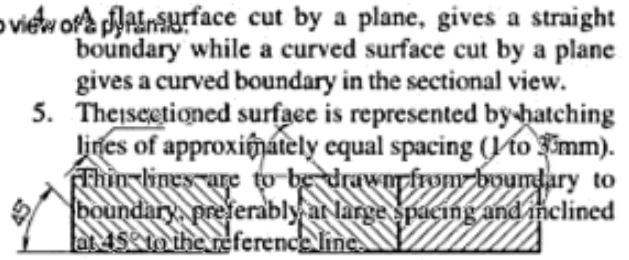 o view of a pyramid.
4. A flat surface cut by a plane, gives a straight
boundary while a curved surface cut by a plane
gives a curved boundary in the sectional view.
5. The sectioned surface is represented by hatching
lines of approximately equal spacing (1 to 3mm).
Thin lines are to be drawn from boundary to
boundary, preferably at large spacing and inclined
at 45° to the reference line.
45°